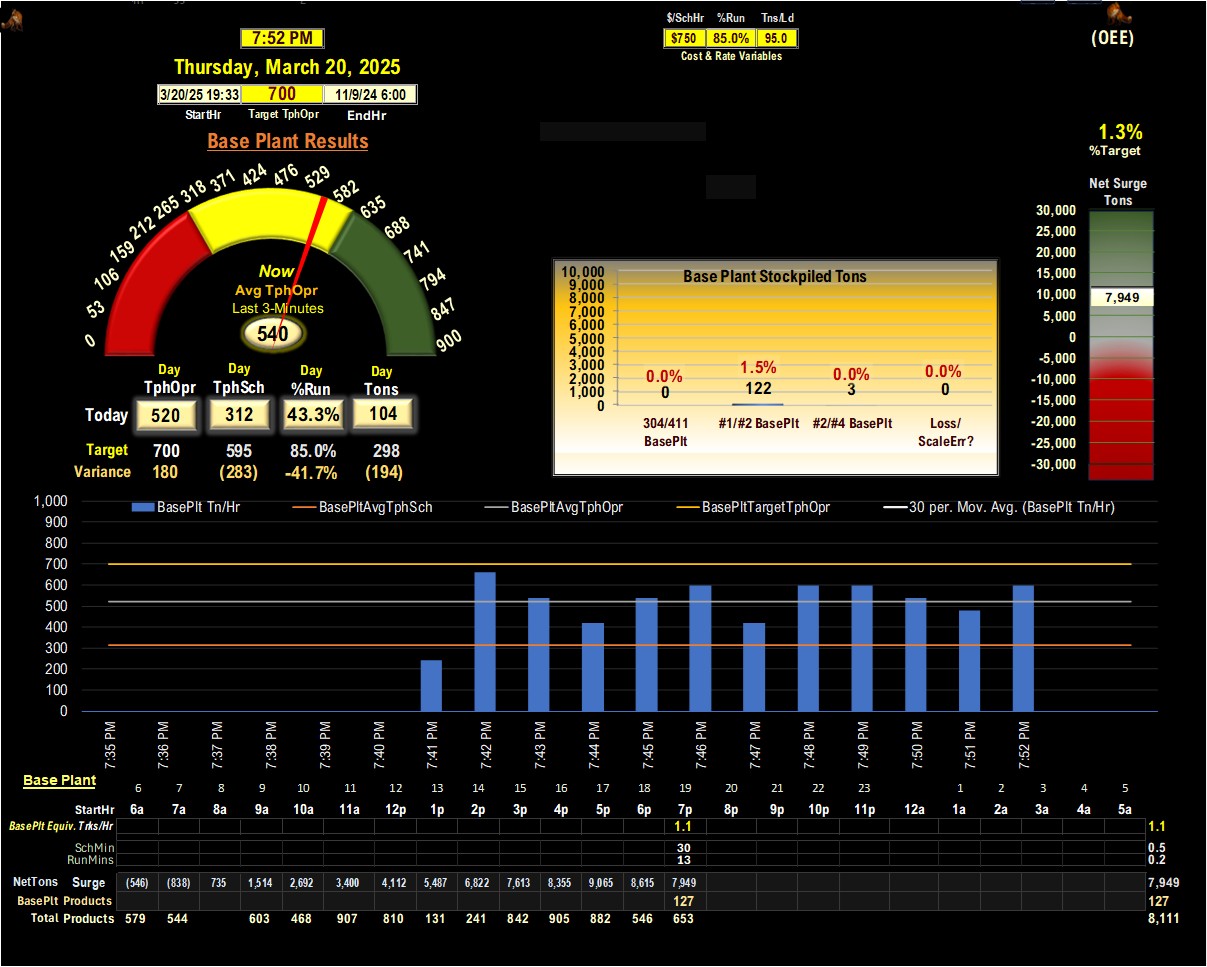 $/SchHr %Run Tns/Ld
7:52 PM
$750 85.0% 95.0
(OEE)
Cost & Rate Variables
Thursday, March 20, 2025
3/20/25 19:33 700 11/9/24 6:00
StartHr Target TphOpr EndHr
Base Plant Results
1.3%
%Target
0 53 106 159 212 265 318 371 424 476 529 582 635 688 741 794 847 900
Now
Avg TphOpr
Last 3-Minutes
540
Net Surge
Tons
30,000
25,000
20,000
15,000
10,000
7,949
5,000
0
-5,000
-10,000
-15,000
-20,000
-25,000
-30,000
Base Plant Stockpiled Tons
10,000
9,000
8,000
7,000
6,000
5,000
4,000
3,000
2,000
1,000
0
0.0% 1.5% 0.0% 0.0%
0 122 3 0
304/411 BasePlt
#1/#2 BasePlt
#2/#4 BasePlt
Loss/ ScaleErr?
Day Day Day Day
TphOpr TphSch %Run Tons
Today 520 312 43.3% 104
Target 700 595 85.0% 298
Variance 180 (283) -41.7% (194)
BasePlt Tn/Hr BasePltAvgTphSch BasePltAvgTphOpr BasePltTargetTphOpr 30 per. Mov. Avg. (BasePlt Tn/Hr)
1,000
900
800
700
600
500
400
300
200
100
0
7:35 PM 7:36 PM 7:37 PM 7:38 PM 7:39 PM 7:40 PM 7:41 PM 7:42 PM 7:43 PM 7:44 PM 7:45 PM 7:46 PM 7:47 PM 7:48 PM 7:49 PM 7:50 PM 7:51 PM 7:52 PM
Base Plant
6 7 8 9 10 11 12 13 14 15 16 17 18 19 20 21 22 23 1 2 3 4 5
StartHr 6a 7a 8a 9a 10a 11a 12p 1p 2p 3p 4p 5p 6p 7p 8p 9p 10p 11p 12a 1a 2a 3a 4a 5a
BasePlt Equiv. Trks/Hr 1.1 1.1
SchMin 30 0.5
RunMins 13 0.2
NetTons Surge (546) (838) 735 1,514 2,692 3,400 4,112 5,487 6,822 7,613 8,355 9,065 8,615 7,949 7,949
BasePlt Products 127 127
Total Products 579 544 603 468 907 810 131 241 842 905 882 546 653 8,111